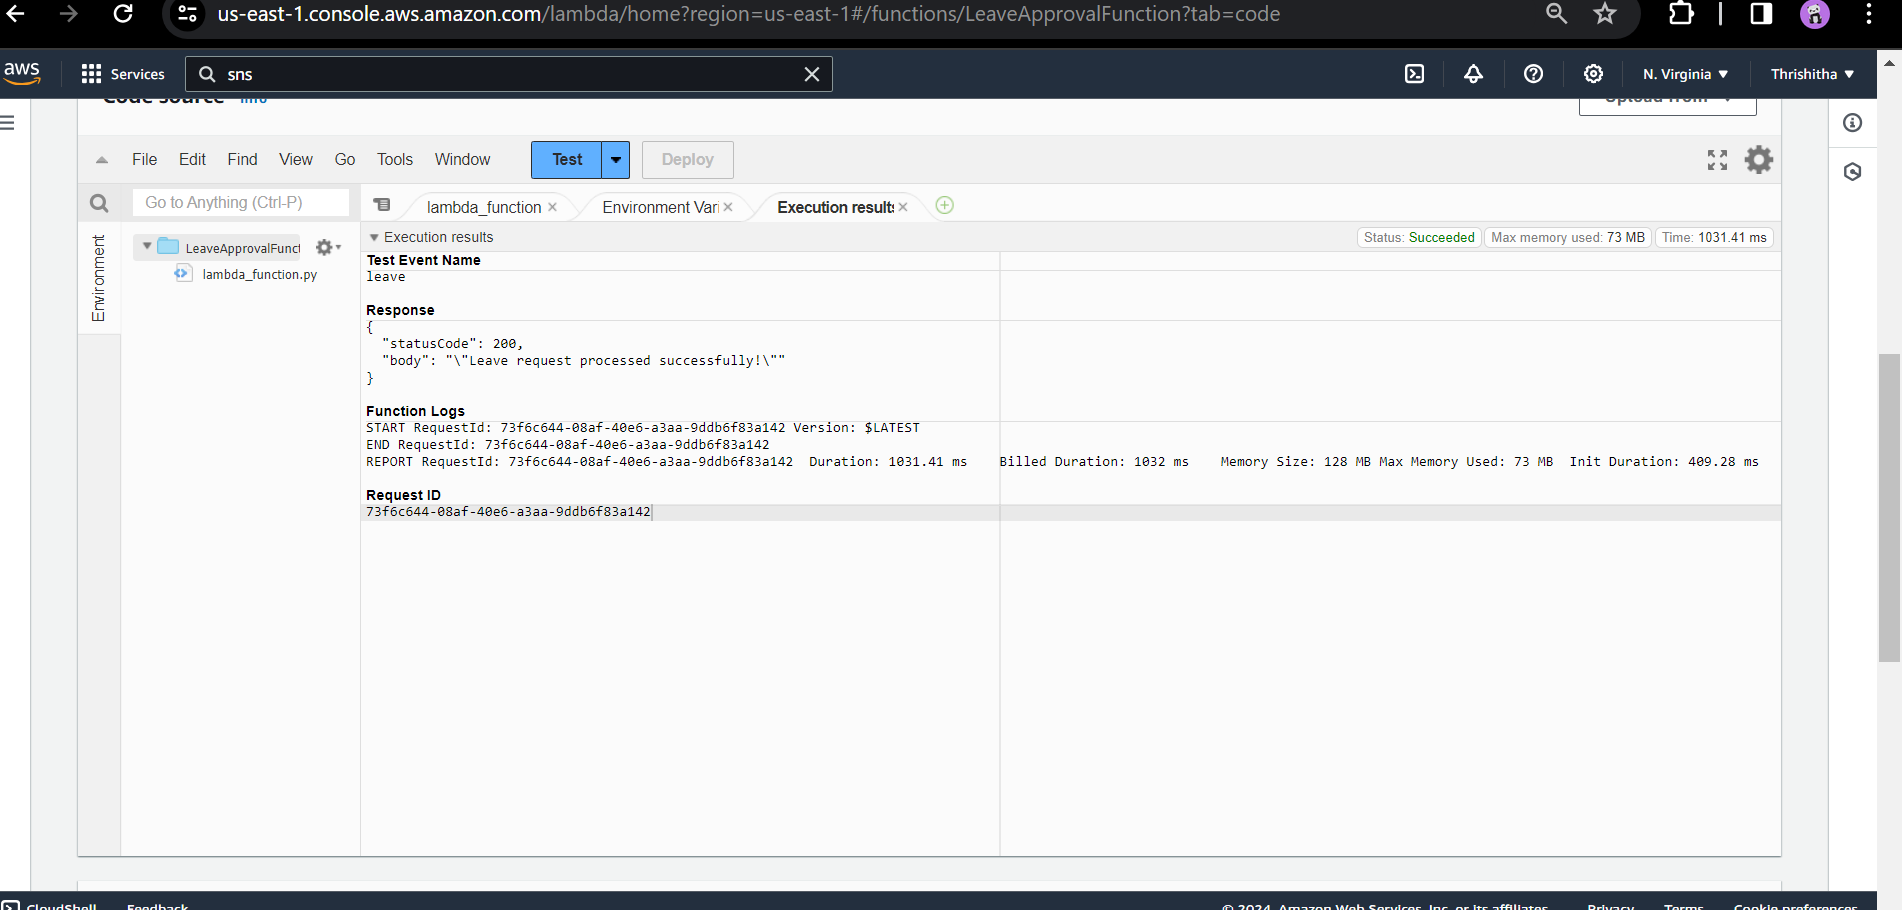 us-east-1.console.aws.amazon.com/lambda/home?region=us-east-1#/functions/LeaveApprovalFunction?tab=code
aws Services sns N. Virginia Thrishitha
Code source Info Upload from
File Edit Find View Go Tools Window Test Deploy
Go to Anything (Ctrl-P) lambda_function Environment Vari Execution results
Environment
LeaveApprovalFunct
lambda_function.py
Execution results Status: Succeeded Max memory used: 73 MB Time: 1031.41 ms
Test Event Name
leave
Response
{
"statusCode": 200,
"body": "\"Leave request processed successfully!\""
}
Function Logs
START RequestId: 73f6c644-08af-40e6-a3aa-9ddb6f83a142 Version: $LATEST
END RequestId: 73f6c644-08af-40e6-a3aa-9ddb6f83a142
REPORT RequestId: 73f6c644-08af-40e6-a3aa-9ddb6f83a142 Duration: 1031.41 ms Billed Duration: 1032 ms Memory Size: 128 MB Max Memory Used: 73 MB Init Duration: 409.28 ms
Request ID
73f6c644-08af-40e6-a3aa-9ddb6f83a142
CloudShell Feedback © 2024, Amazon Web Services, Inc. or its affiliates. Privacy Terms Cookie preferences